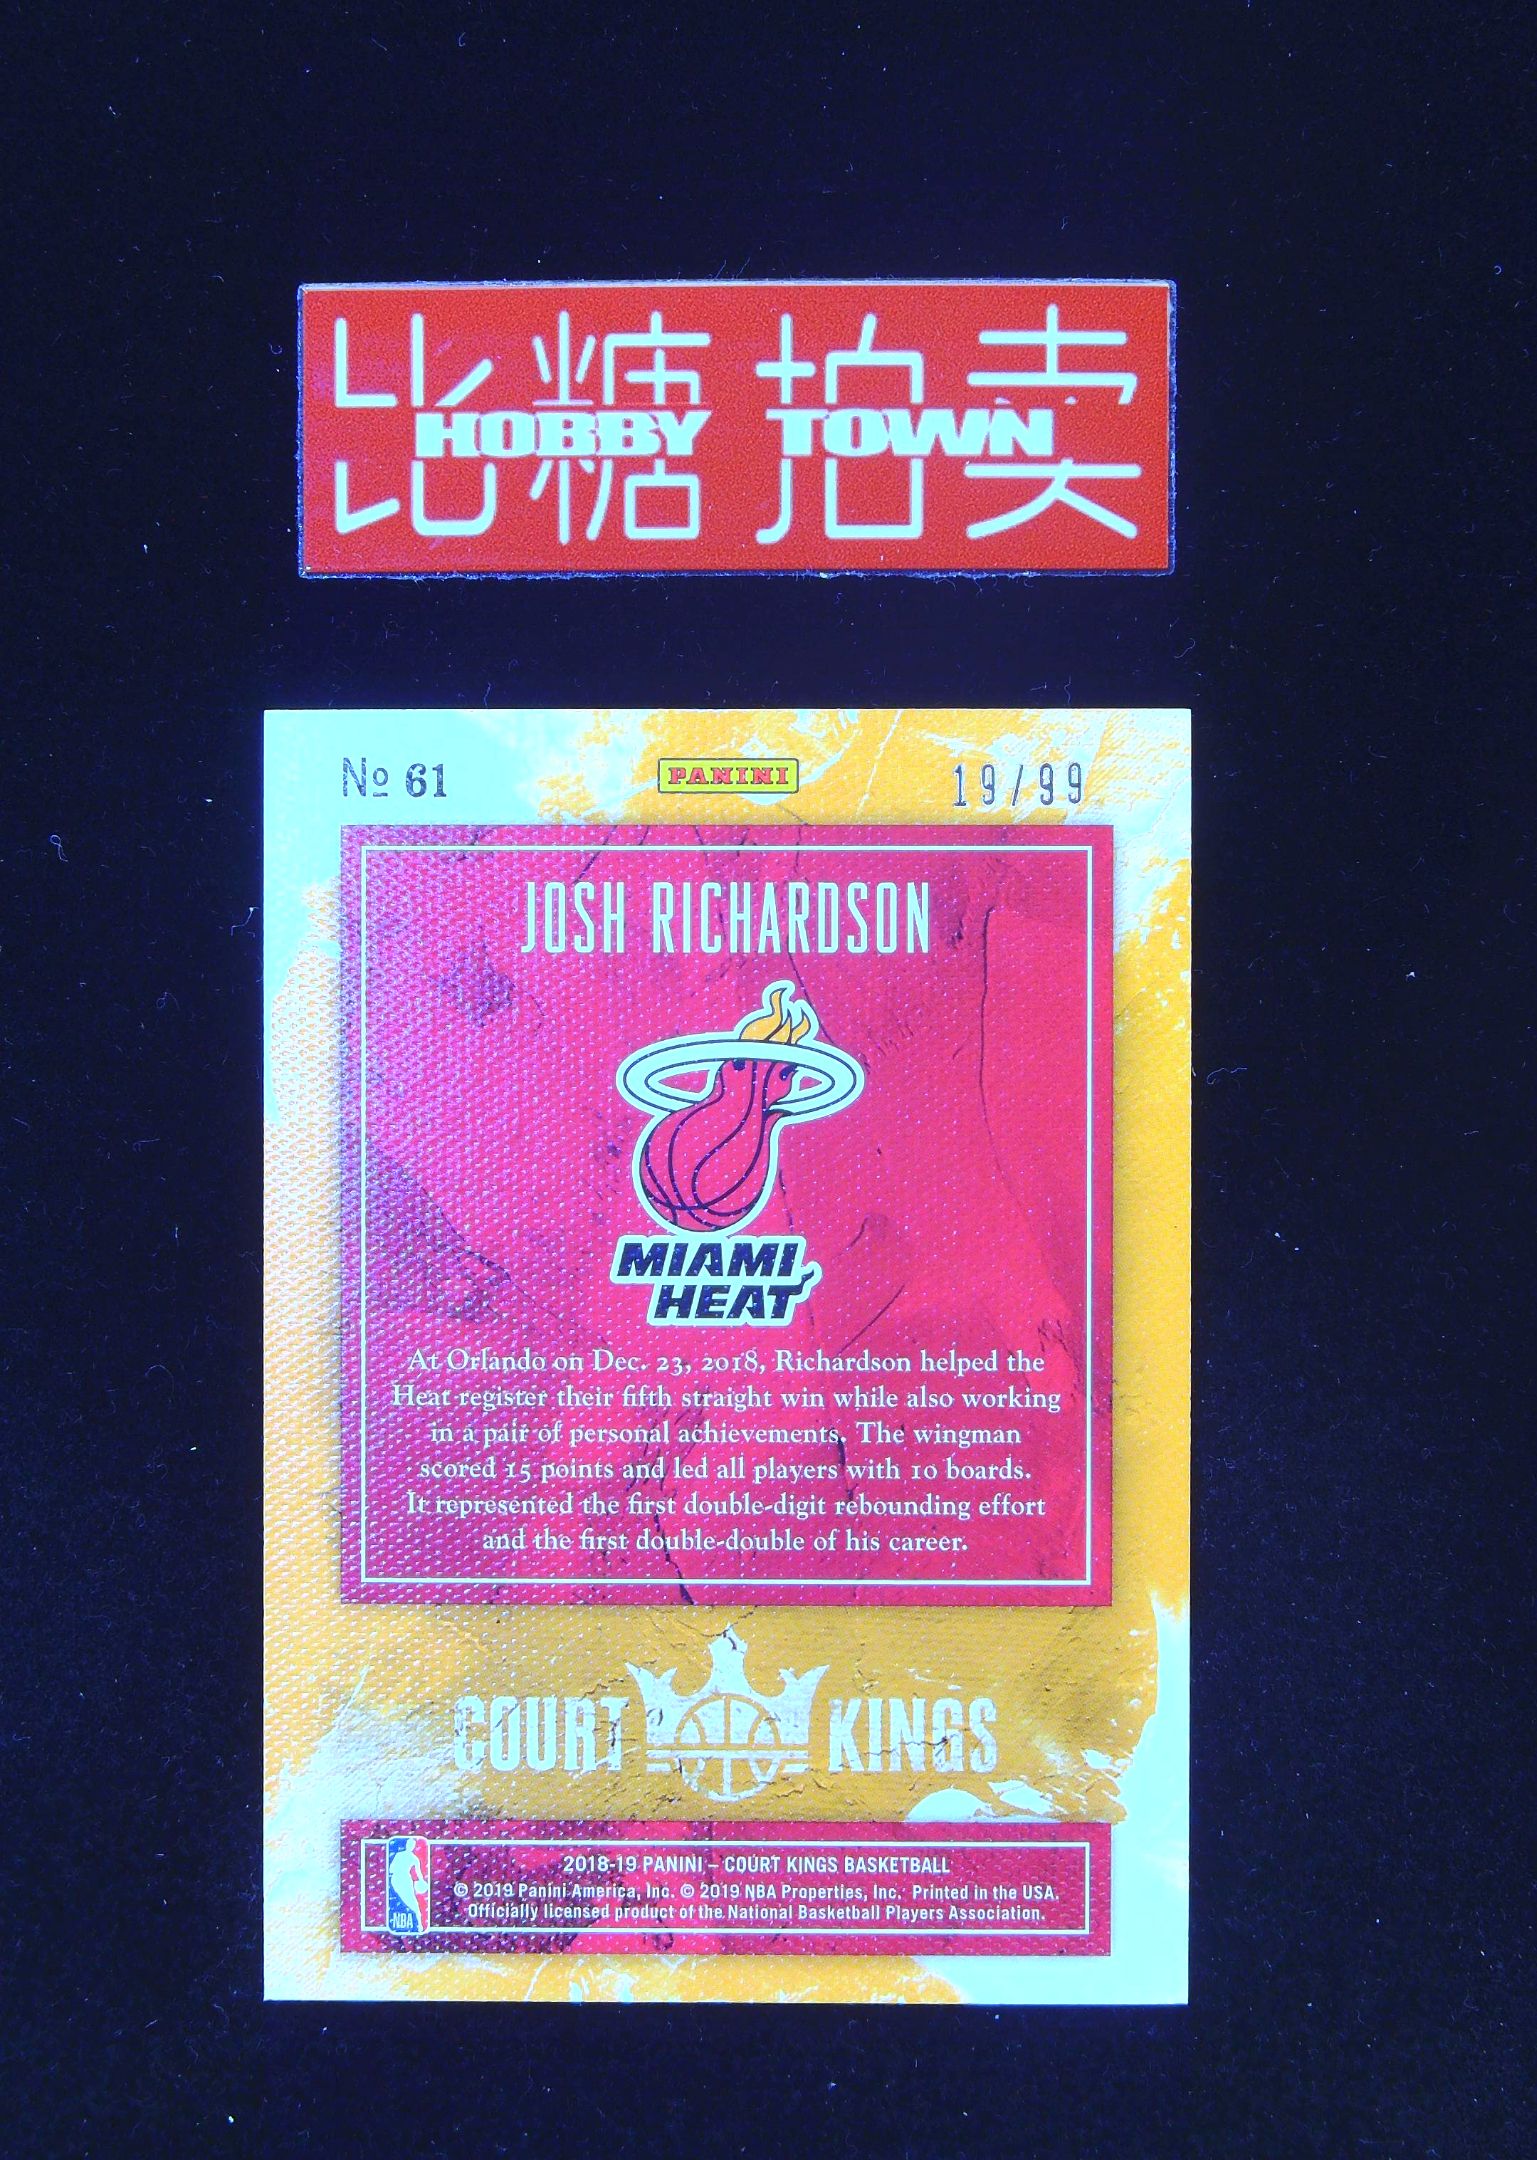 比糖拍卖
HOBBY TOWN
№ 61
PANINI
19/99
JOSH RICHARDSON
MIAMI
HEAT
At Orlando on Dec. 23, 2018, Richardson helped the
Heat register their fifth straight win while also working
in a pair of personal achievements. The wingman
scored 15 points and led all players with 10 boards.
It represented the first double-digit rebounding effort
and the first double-double of his career.
COURT KINGS
2018-19 PANINI – COURT KINGS BASKETBALL
© 2019 Panini America, Inc. © 2019 NBA Properties, Inc. Printed in the USA.
Officially licensed product of the National Basketball Players Association.
NBA